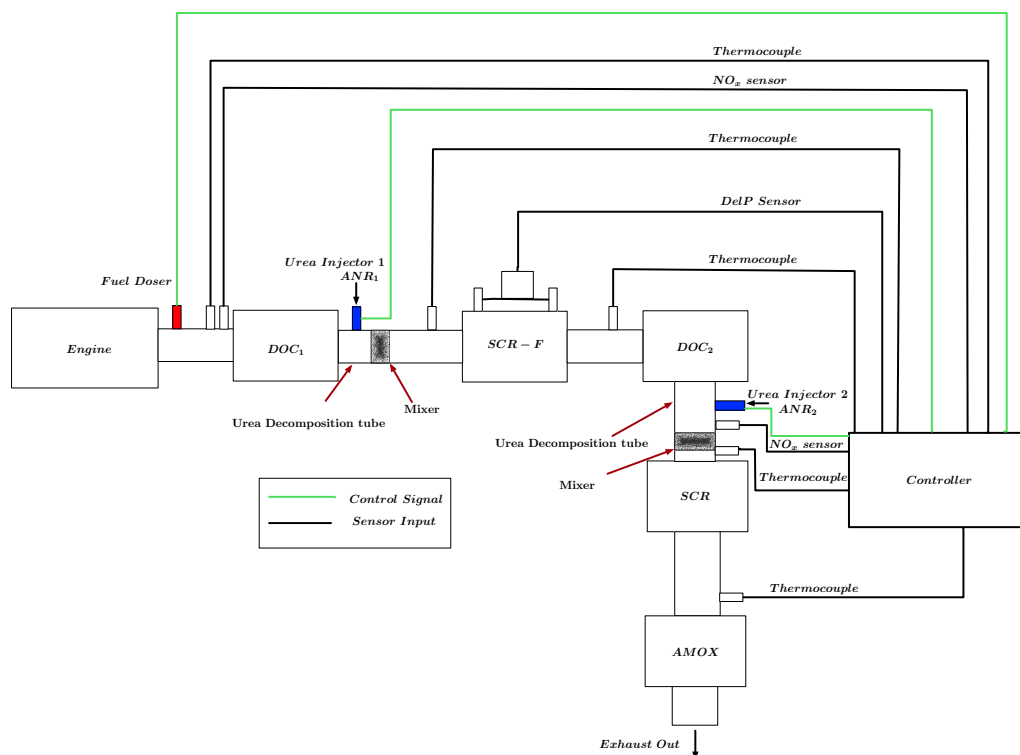 Thermocouple
NOx sensor
Thermocouple
DelP Sensor
Thermocouple
Urea Injector 1
ANR1
Fuel Doser
Engine
DOC1
SCR − F
DOC2
Mixer
Urea Decomposition tube
Urea Injector 2
ANR2
Urea Decomposition tube
NOx sensor
Mixer
Thermocouple
Controller
Control Signal
Sensor Input
SCR
Thermocouple
AMOX
Exhaust Out